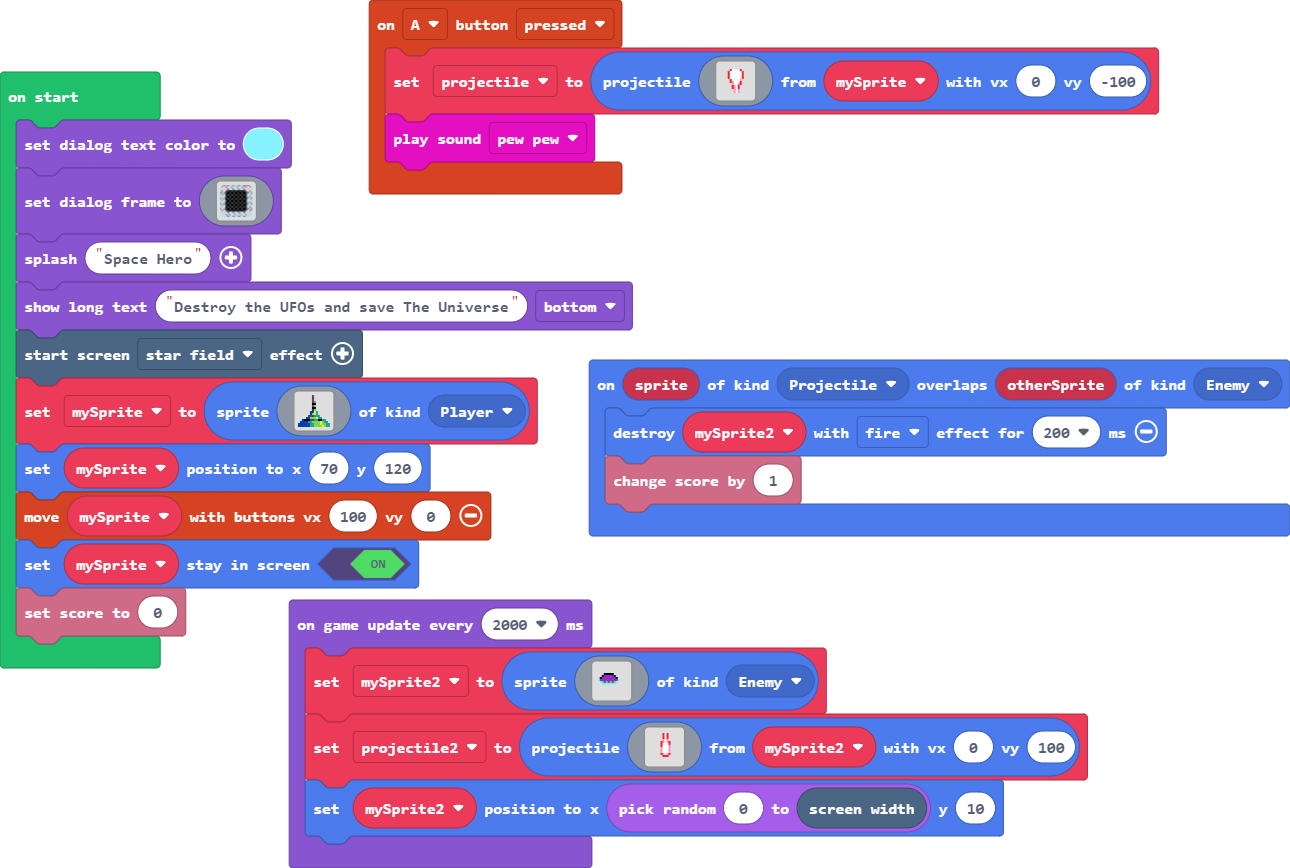 on A button pressed
set projectile to projectile from mySprite with vx 0 vy -100
play sound pew pew
on start
set dialog text color to
set dialog frame to
splash "Space Hero"
show long text "Destroy the UFOs and save The Universe" bottom
start screen star field effect
set mySprite to sprite of kind Player
set mySprite position to x 70 y 120
move mySprite with buttons vx 100 vy 0
set mySprite stay in screen ON
set score to 0
on sprite of kind Projectile overlaps otherSprite of kind Enemy
destroy mySprite2 with fire effect for 200 ms
change score by 1
on game update every 2000 ms
set mySprite2 to sprite of kind Enemy
set projectile2 to projectile from mySprite2 with vx 0 vy 100
set mySprite2 position to x pick random 0 to screen width y 10